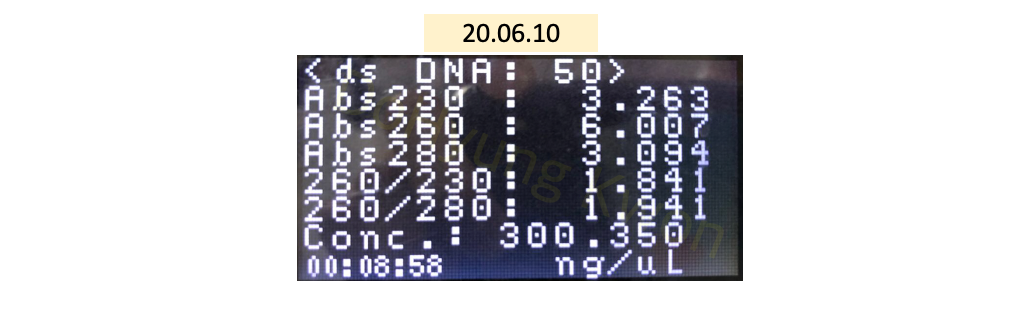 20.06.10
<ds DNA: 50>
Abs230 : 3.263
Abs260 : 6.007
Abs280 : 3.094
260/230: 1.841
260/280: 1.941
Conc.: 300.350
00:08:58 ng/uL